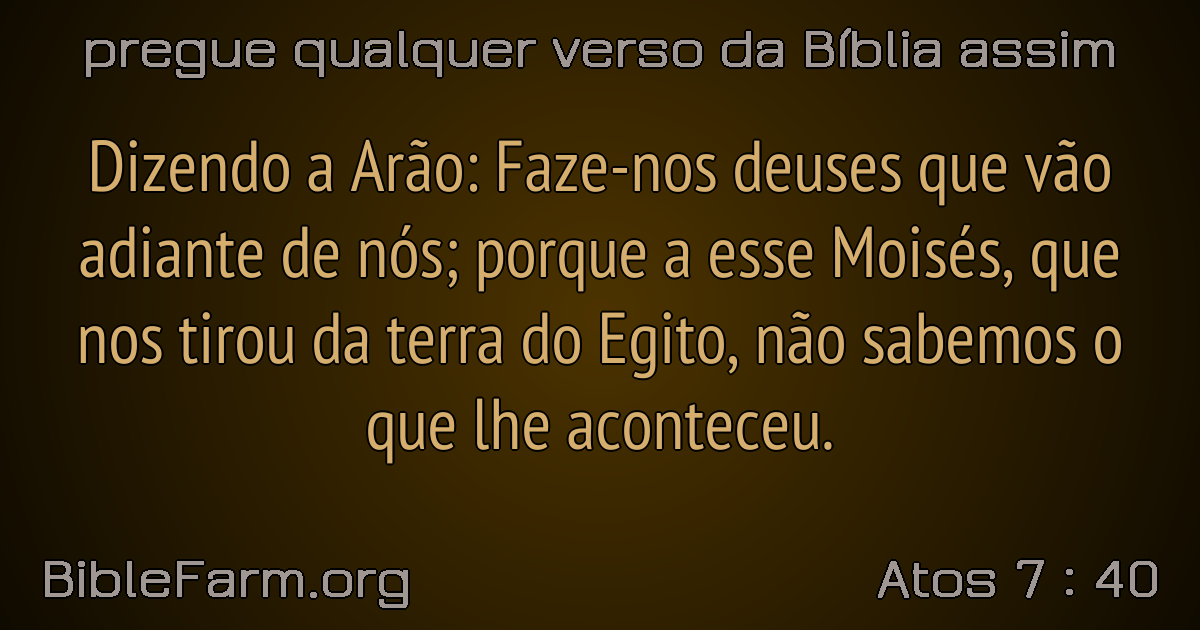 pregue qualquer verso da Bíblia assim
Dizendo a Arão: Faze-nos deuses que vão
adiante de nós; porque a esse Moisés, que
nos tirou da terra do Egito, não sabemos o
que lhe aconteceu.
BibleFarm.org
Atos 7 : 40